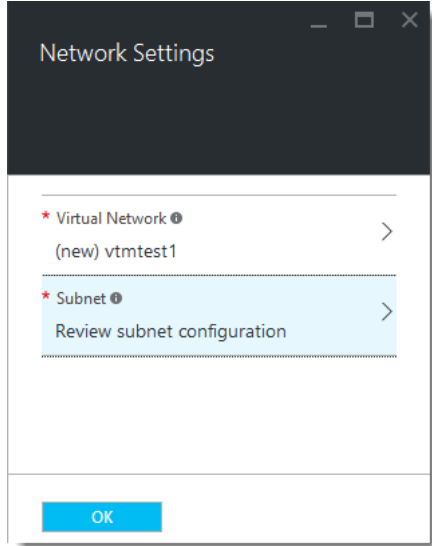 Network Settings
* Virtual Network
(new) vtmtest1
* Subnet
Review subnet configuration
OK